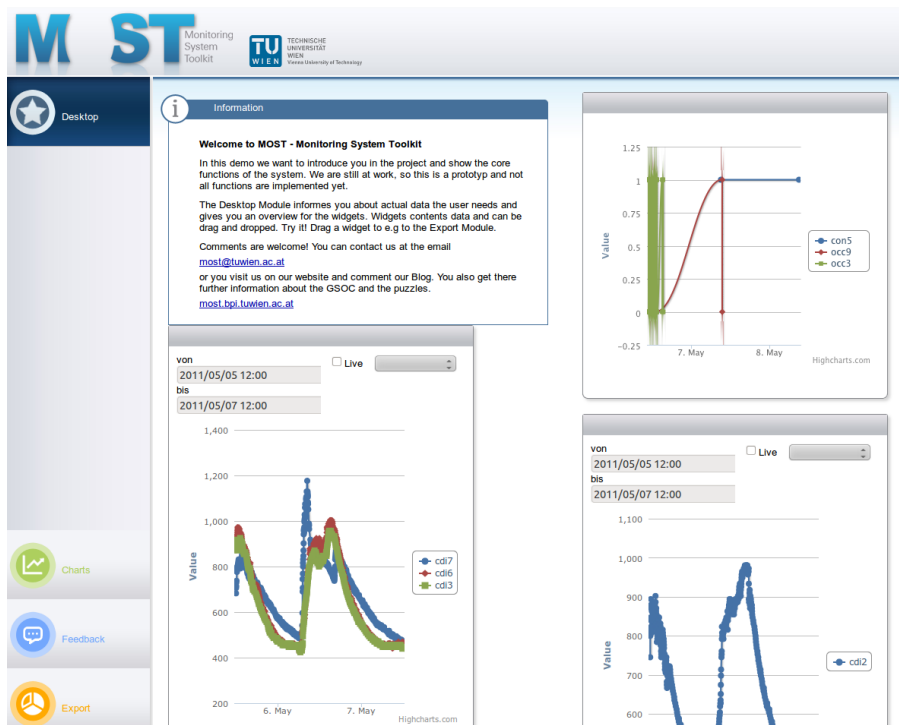 M ST
Monitoring
System
Toolkit
TU
WIEN
TECHNISCHE
UNIVERSITÄT
WIEN
Vienna University of Technology
Desktop
Charts
Feedback
Export
i
Information
Welcome to MOST - Monitoring System Toolkit
In this demo we want to introduce you in the project and show the core
functions of the system. We are still at work, so this is a prototyp and not
all functions are implemented yet.
The Desktop Module informes you about actual data the user needs and
gives you an overview for the widgets. Widgets contents data and can be
drag and dropped. Try it! Drag a widget to e.g to the Export Module.
Comments are welcome! You can contact us at the email
most@tuwien.ac.at
or you visit us on our website and comment our Blog. You also get there
further information about the GSOC and the puzzles.
most.bpi.tuwien.ac.at
von
Live
2011/05/05 12:00
bis
2011/05/07 12:00
1,400
1,200
1,000
800
600
400
200
Value
6. May
7. May
cdi7
cdi6
cdi3
Highcharts.com
1.25
1
0.75
0.5
0.25
0
-0.25
Value
7. May
8. May
con5
occ9
occ3
Highcharts.com
von
Live
2011/05/05 12:00
bis
2011/05/07 12:00
1,100
1,000
900
800
700
600
Value
cdi2